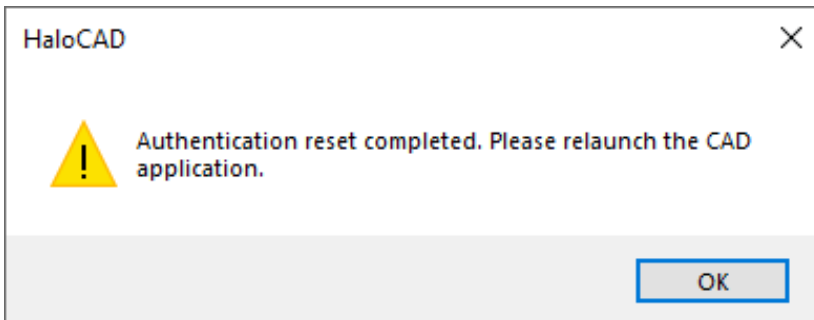 HaloCAD
Authentication reset completed. Please relaunch the CAD
application.
OK